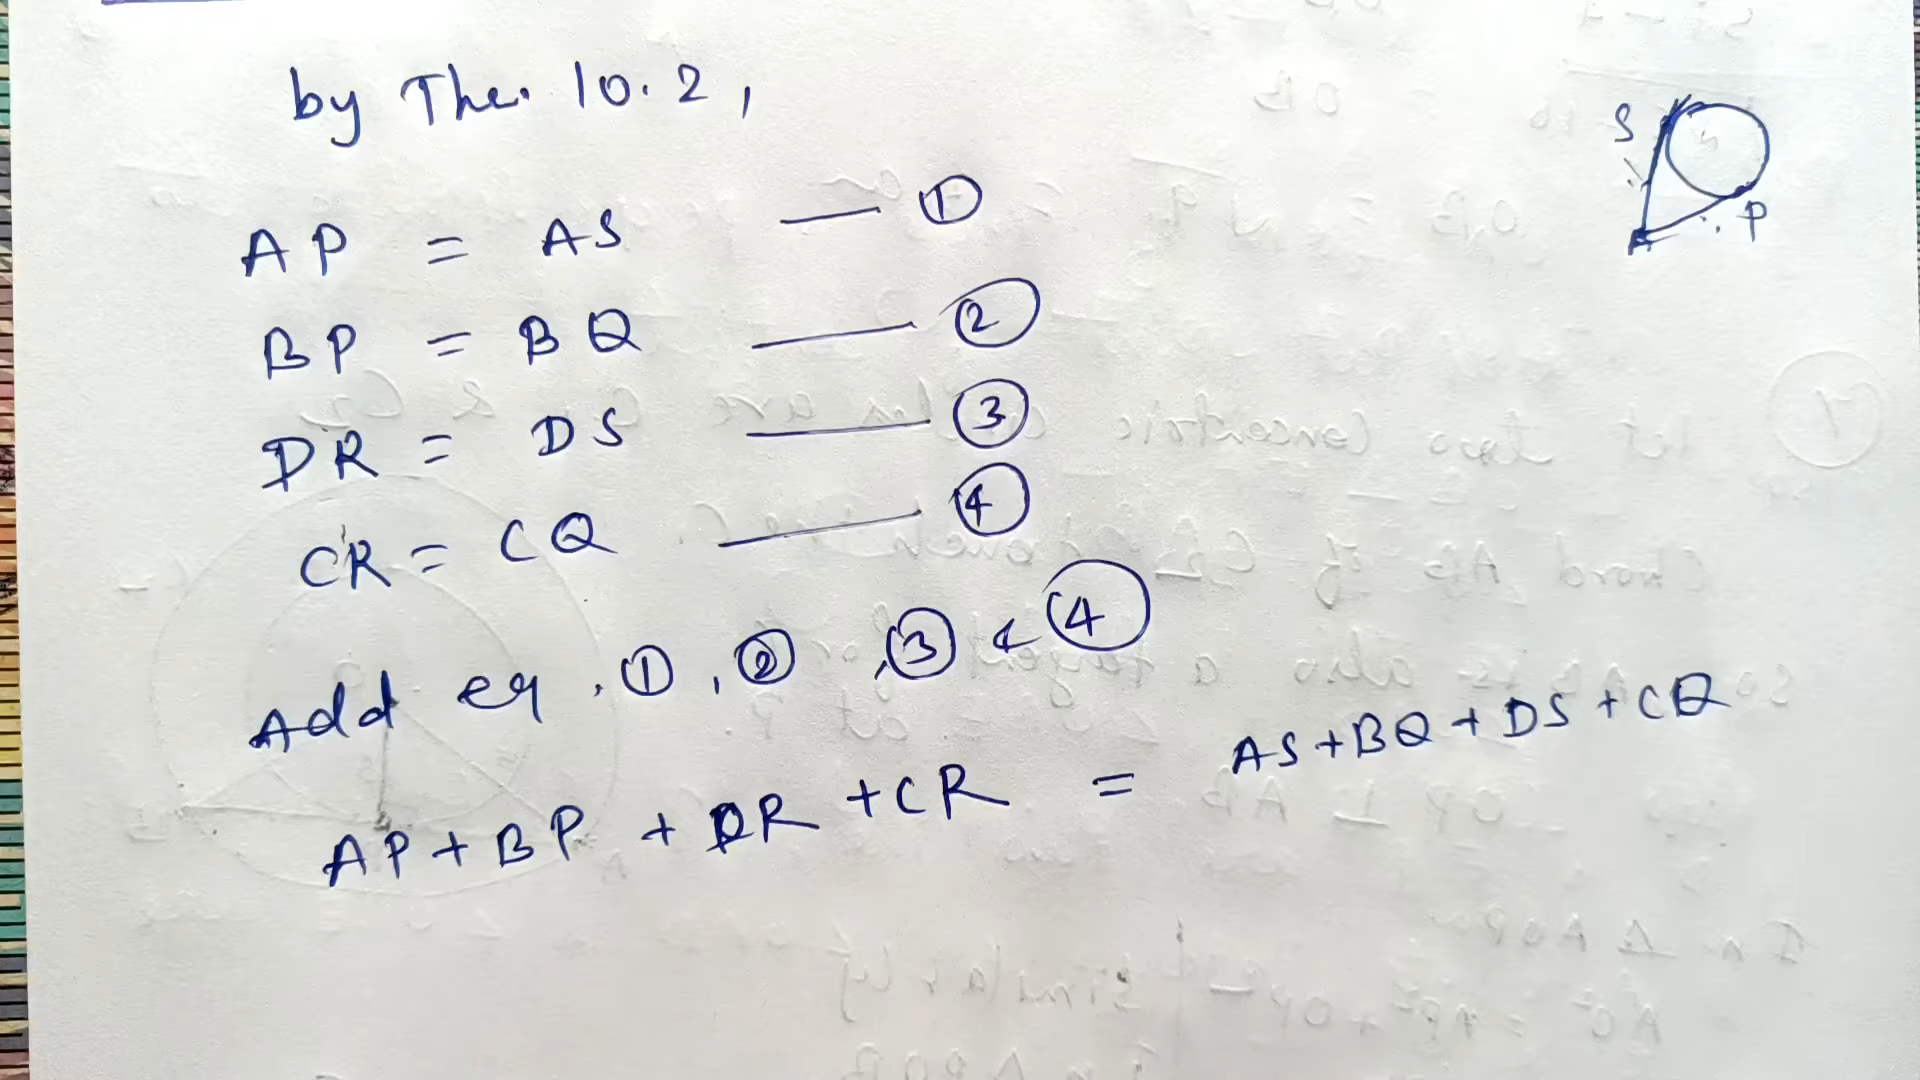 by The. 10.2,
S
P
A
AP = AS — ①
BP = BQ — ②
DR = DS — ③
CR = CQ — ④
Add eq. ①, ②, ③ & ④
AP + BP + DR + CR = AS + BQ + DS + CQ